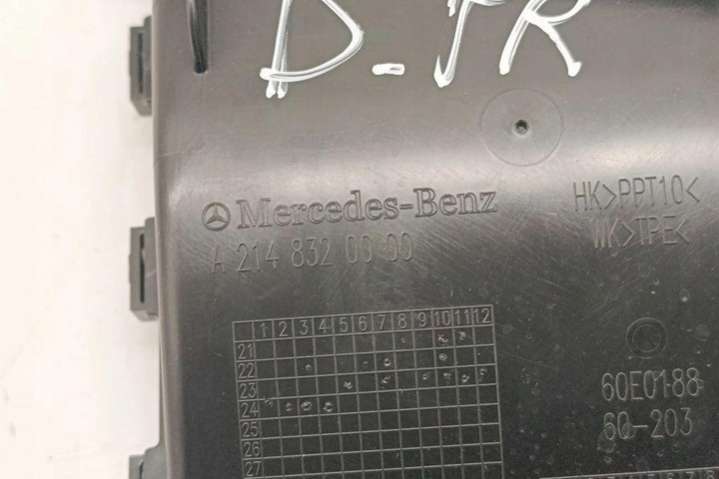 D-JR
Mercedes-Benz
A 214 832 00 00
HK>PPT10<
WK>TPE<
1 2 3 4 5 6 7 8 9 10 11 12
21
22
23
24
25
26
27
60E0188
60-203